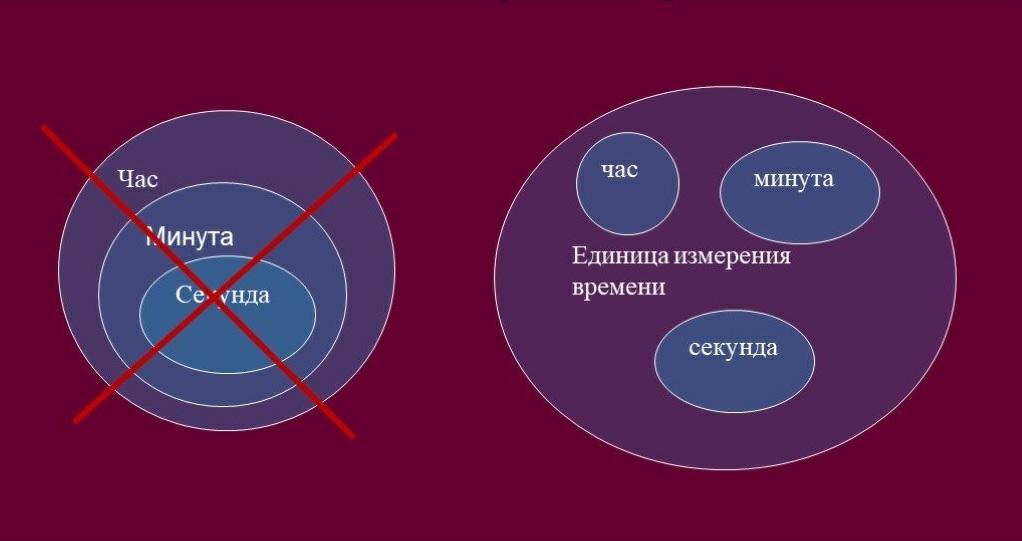 Час
Минута
Секунда
час
минута
Единица измерения
времени
секунда